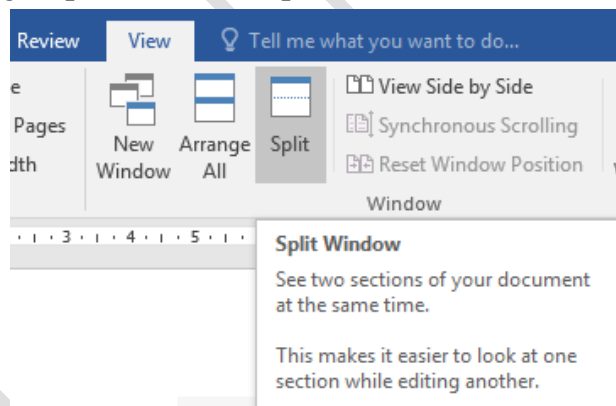 Review View Tell me what you want to do...
e
Pages
dth
New
Window
Arrange
All
Split
View Side by Side
Synchronous Scrolling
Reset Window Position
Window
3 4 5
Split Window
See two sections of your document
at the same time.
This makes it easier to look at one
section while editing another.